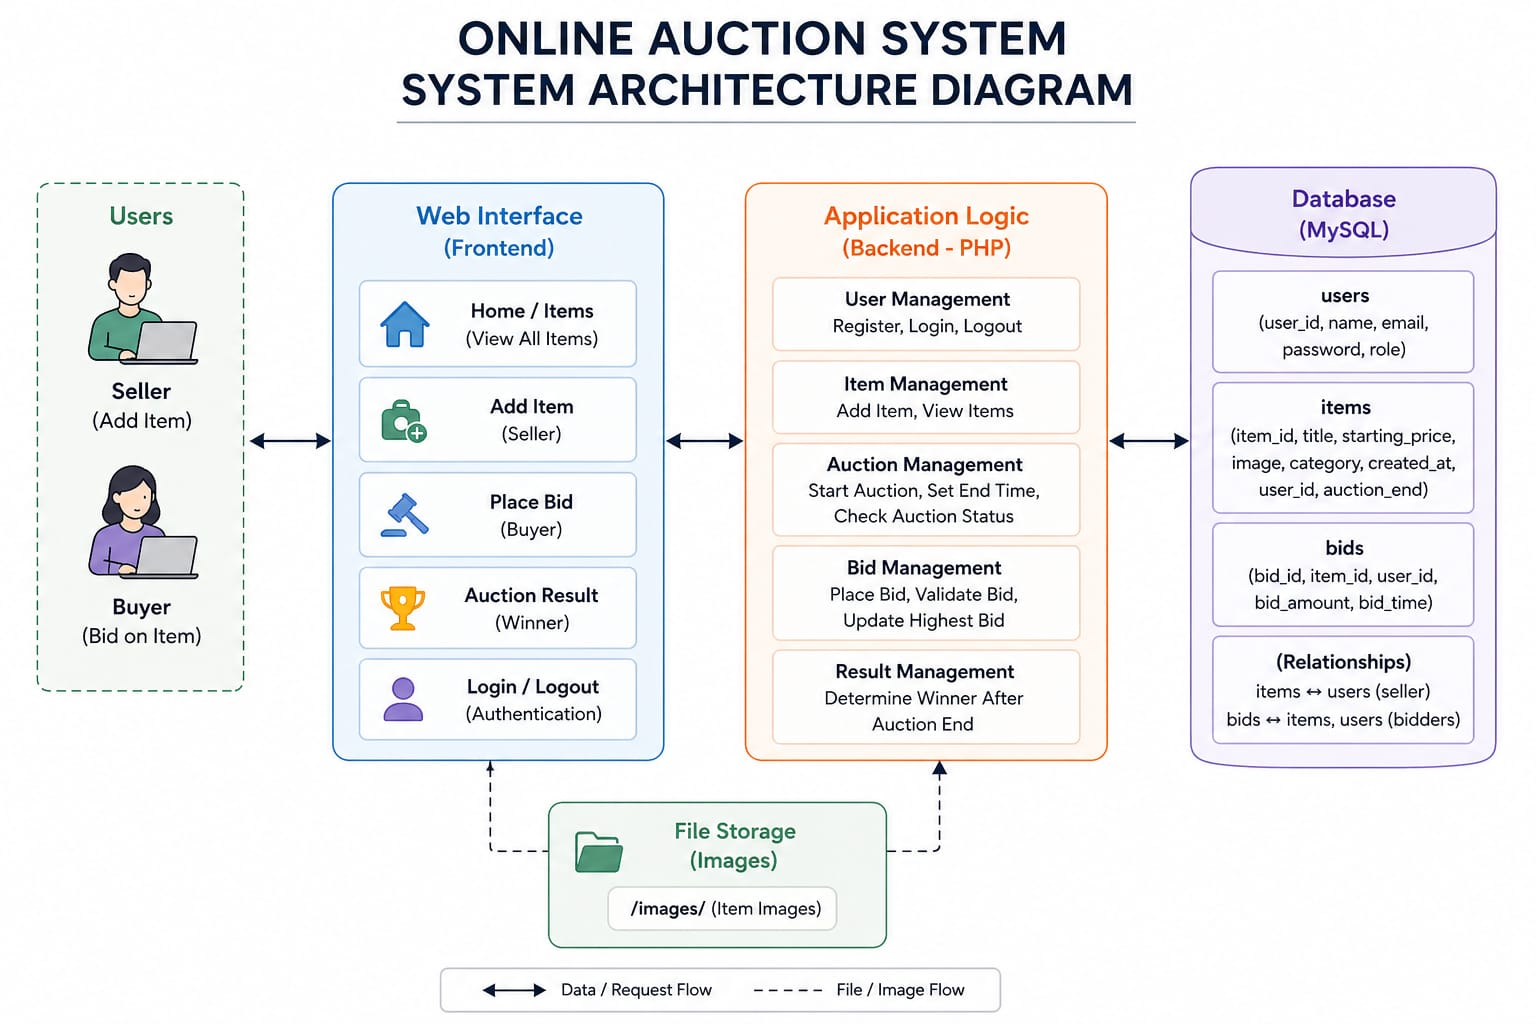 ONLINE AUCTION SYSTEM
SYSTEM ARCHITECTURE DIAGRAM
Users
Seller
(Add Item)
Buyer
(Bid on Item)
Web Interface
(Frontend)
Home / Items
(View All Items)
Add Item
(Seller)
Place Bid
(Buyer)
Auction Result
(Winner)
Login / Logout
(Authentication)
Application Logic
(Backend - PHP)
User Management
Register, Login, Logout
Item Management
Add Item, View Items
Auction Management
Start Auction, Set End Time,
Check Auction Status
Bid Management
Place Bid, Validate Bid,
Update Highest Bid
Result Management
Determine Winner After
Auction End
Database
(MySQL)
users
(user_id, name, email,
password, role)
items
(item_id, title, starting_price,
image, category, created_at,
user_id, auction_end)
bids
(bid_id, item_id, user_id,
bid_amount, bid_time)
(Relationships)
items ↔ users (seller)
bids ↔ items, users (bidders)
File Storage
(Images)
/images/ (Item Images)
Data / Request Flow
File / Image Flow